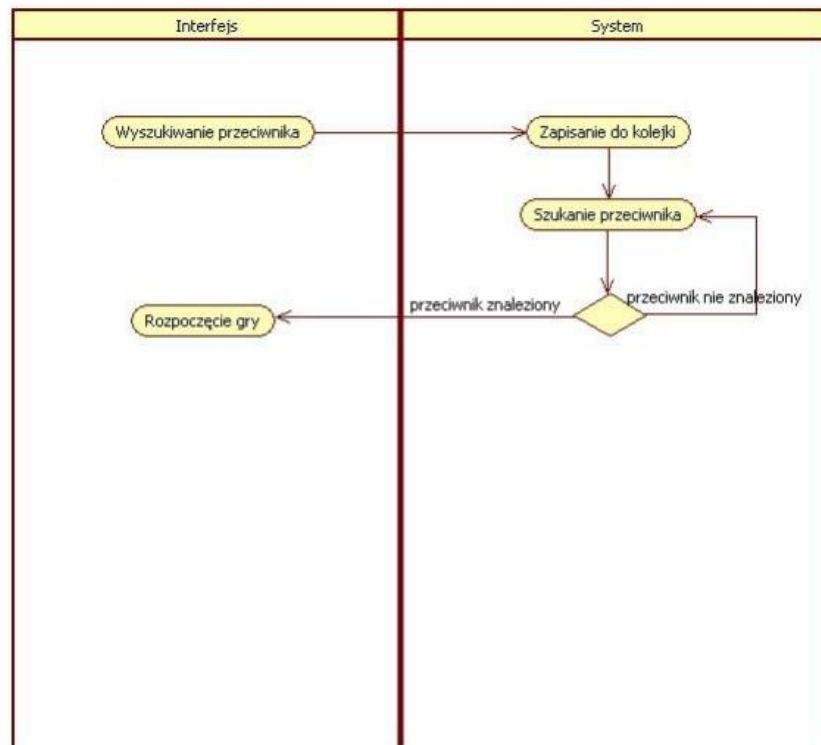 Interfejs
System
Wyszukiwanie przeciwnika
Zapisanie do kolejki
Szukanie przeciwnika
przeciwnik znaleziony
przeciwnik nie znaleziony
Rozpoczęcie gry